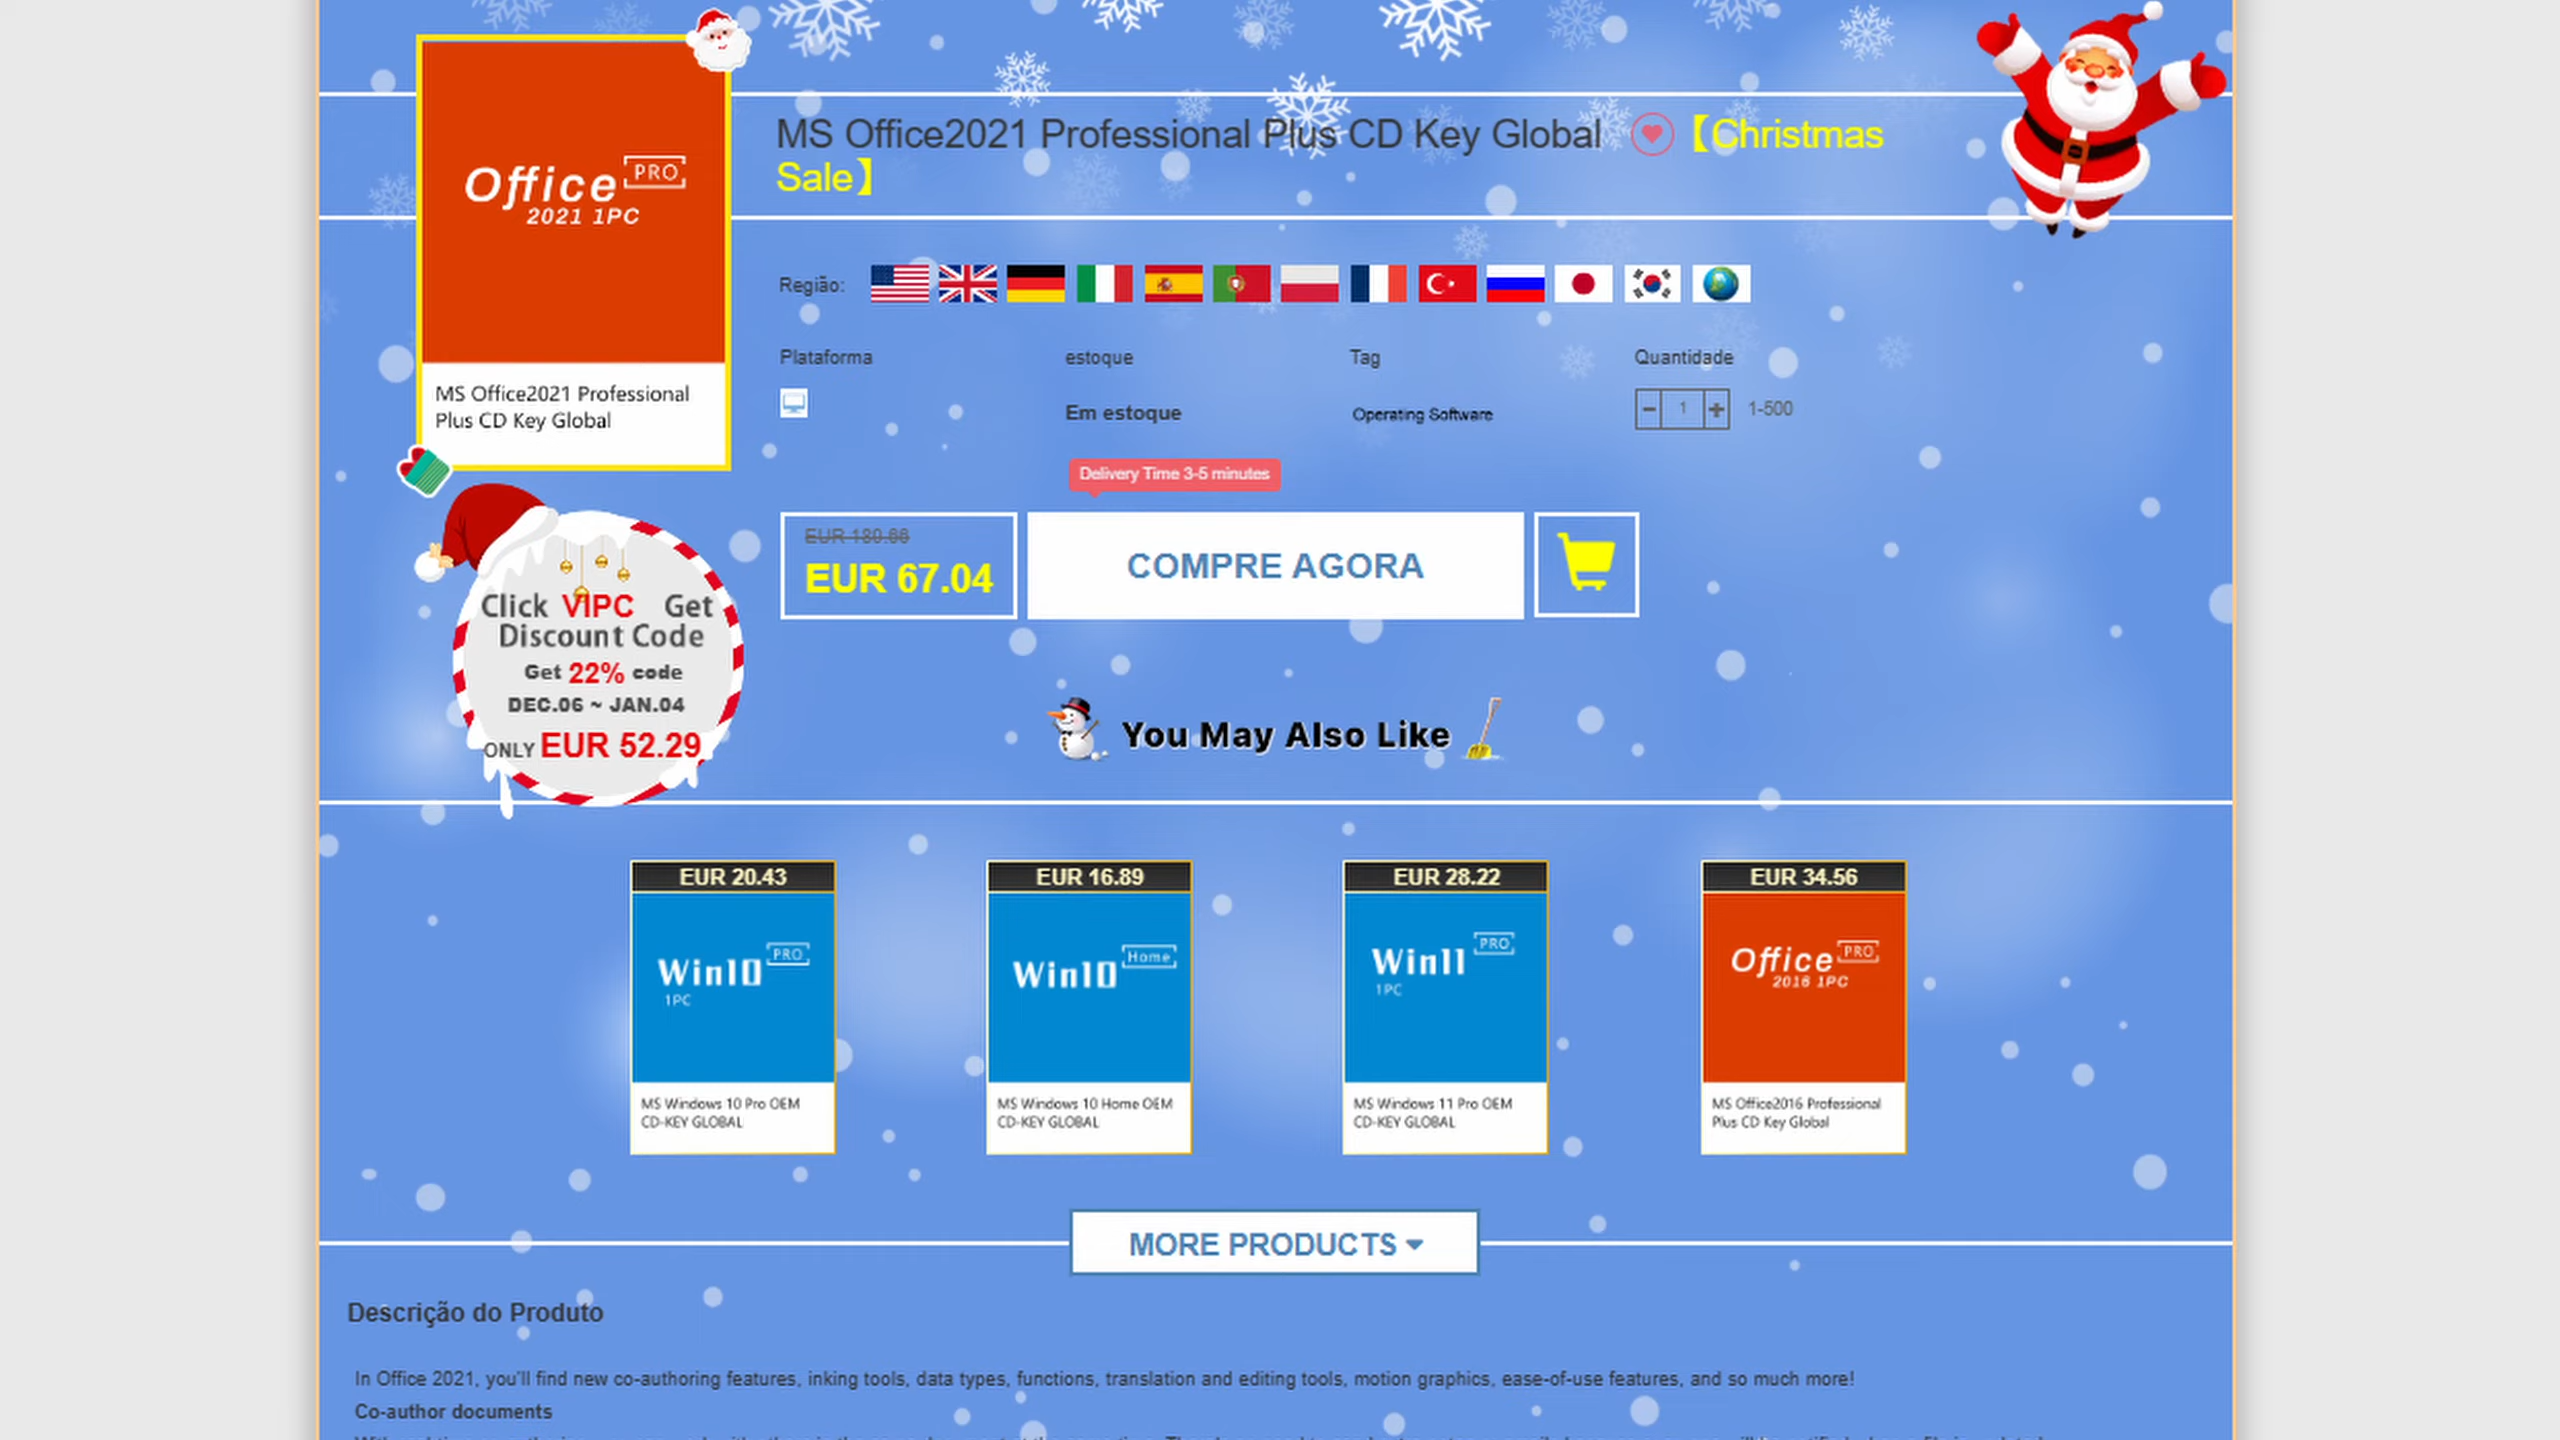 Office PRO
2021 1PC
MS Office2021 Professional
Plus CD Key Global
MS Office2021 Professional Plus CD Key Global 【Christmas
Sale】
Região:
Plataforma estoque Tag Quantidade
Em estoque Operating Software 1 1-500
Delivery Time 3-5 minutes
EUR 67.04
COMPRE AGORA
Click VIPC Get
Discount Code
Get 22% code
DEC.06 ~ JAN.04
ONLY EUR 52.29
You May Also Like
EUR 20.43
Win10 PRO
1PC
MS Windows 10 Pro OEM
CD-KEY GLOBAL
EUR 16.89
Win10 Home
MS Windows 10 Home OEM
CD-KEY GLOBAL
EUR 28.22
Win11 PRO
1PC
MS Windows 11 Pro OEM
CD-KEY GLOBAL
EUR 34.56
Office PRO
2016 1PC
MS Office2016 Professional
Plus CD Key Global
MORE PRODUCTS
Descrição do Produto
In Office 2021, you'll find new co-authoring features, inking tools, data types, functions, translation and editing tools, motion graphics, ease-of-use features, and so much more!
Co-author documents